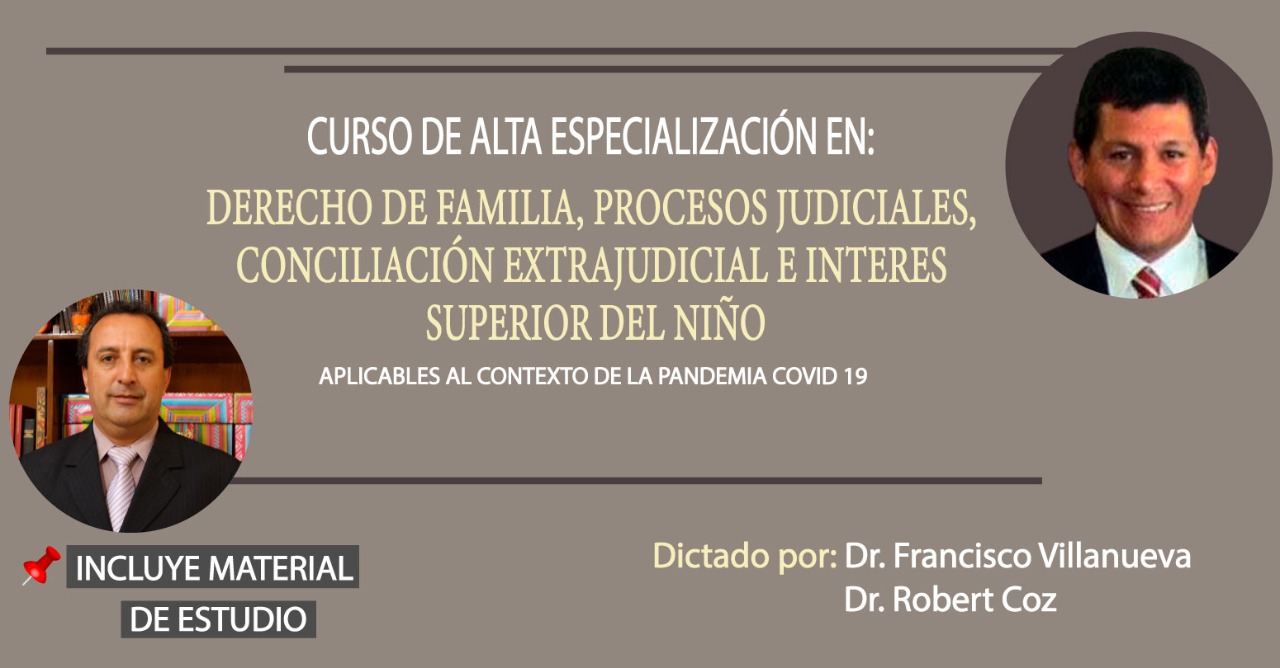 CURSO DE ALTA ESPECIALIZACIÓN EN:
DERECHO DE FAMILIA, PROCESOS JUDICIALES,
CONCILIACIÓN EXTRAJUDICIAL E INTERES
SUPERIOR DEL NIÑO
APLICABLES AL CONTEXTO DE LA PANDEMIA COVID 19
INCLUYE MATERIAL
DE ESTUDIO
Dictado por: Dr. Francisco Villanueva
Dr. Robert Coz